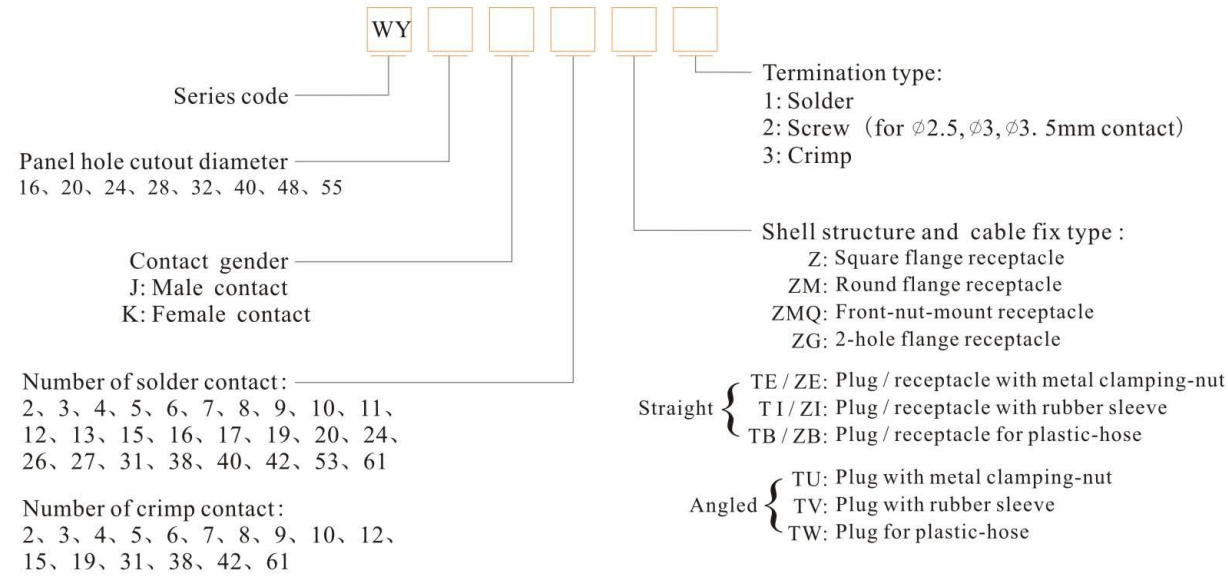 WY
Series code
Panel hole cutout diameter
16、20、24、28、32、40、48、55
Contact gender
J: Male contact
K: Female contact
Number of solder contact:
2、3、4、5、6、7、8、9、10、11、
12、13、15、16、17、19、20、24、
26、27、31、38、40、42、53、61
Number of crimp contact:
2、3、4、5、6、7、8、9、10、12、
15、19、31、38、42、61
Termination type:
1: Solder
2: Screw（for ∅2.5, ∅3, ∅3. 5mm contact）
3: Crimp
Shell structure and cable fix type :
Z: Square flange receptacle
ZM: Round flange receptacle
ZMQ: Front-nut-mount receptacle
ZG: 2-hole flange receptacle
Straight
TE / ZE: Plug / receptacle with metal clamping-nut
TI / ZI: Plug / receptacle with rubber sleeve
TB / ZB: Plug / receptacle for plastic-hose
Angled
TU: Plug with metal clamping-nut
TV: Plug with rubber sleeve
TW: Plug for plastic-hose